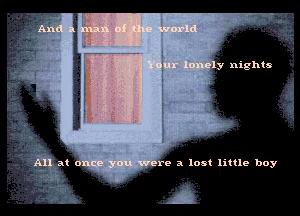 And a man of the world
Your lonely nights
All at once you were a lost little boy